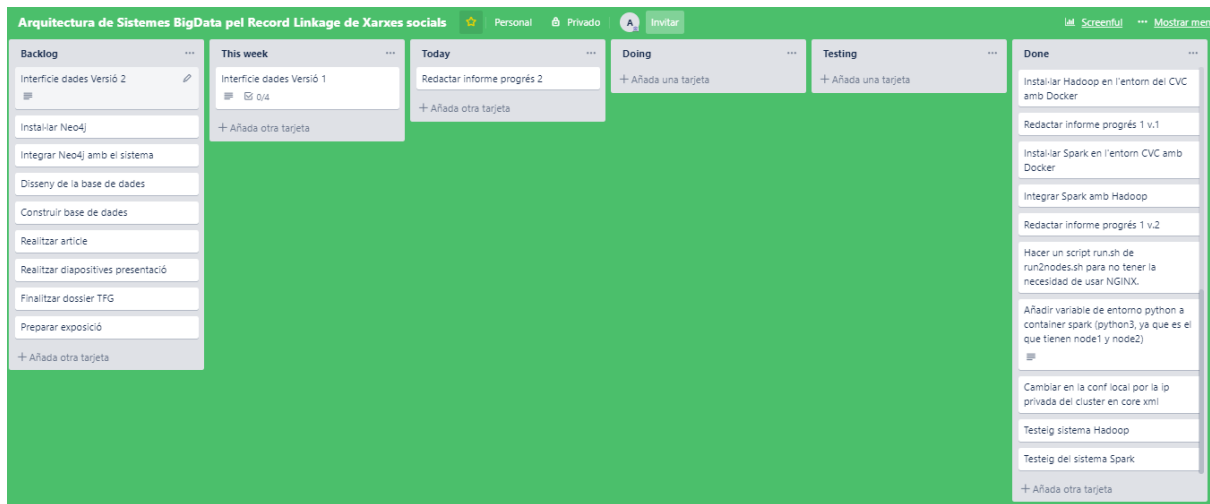 Arquitectura de Sistemes BigData pel Record Linkage de Xarxes socials
Personal
Privado
A
Invitar
Screenful
Mostrar men
Backlog
Interficie dades Versió 2
Instal·lar Neo4j
Integrar Neo4j amb el sistema
Disseny de la base de dades
Construir base de dades
Realitzar article
Realitzar diapositives presentació
Finalitzar dossier TFG
Preparar exposició
+ Añada otra tarjeta
This week
Interficie dades Versió 1
0/4
+ Añada otra tarjeta
Today
Redactar informe progrés 2
+ Añada otra tarjeta
Doing
+ Añada una tarjeta
Testing
+ Añada una tarjeta
Done
Instal·lar Hadoop en l'entorn del CVC
amb Docker
Redactar informe progrés 1 v.1
Instal·lar Spark en l'entorn CVC amb
Docker
Integrar Spark amb Hadoop
Redactar informe progrés 1 v.2
Hacer un script run.sh de
run2nodes.sh para no tener la
necesidad de usar NGINX.
Añadir variable de entorno python a
container spark (python3, ya que es el
que tienen node1 y node2)
Cambiar en la conf local por la ip
privada del cluster en core xml
Testeig sistema Hadoop
Testeig del sistema Spark
+ Añada otra tarjeta